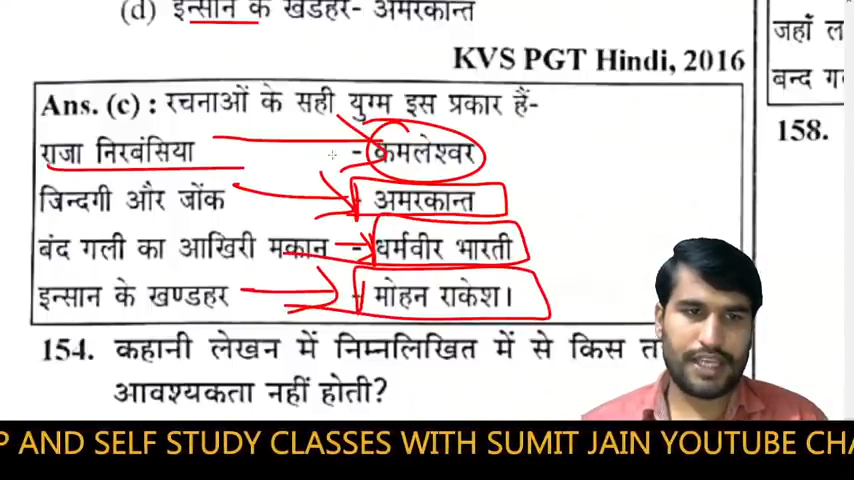 (d) इन्सान के खंडहर- अमरकान्त
KVS PGT Hindi, 2016
Ans. (c) : रचनाओं के सही युग्म इस प्रकार हैं-
राजा निरबंसिया - कमलेश्वर
जिन्दगी और जोंक - अमरकान्त
बंद गली का आखिरी मकान - धर्मवीर भारती
इन्सान के खण्डहर - मोहन राकेश।
154. कहानी लेखन में निम्नलिखित में से किस
आवश्यकता नहीं होती?
जहाँ
बन्द
158.
P AND SELF STUDY CLASSES WITH SUMIT JAIN YOUTUBE CHA